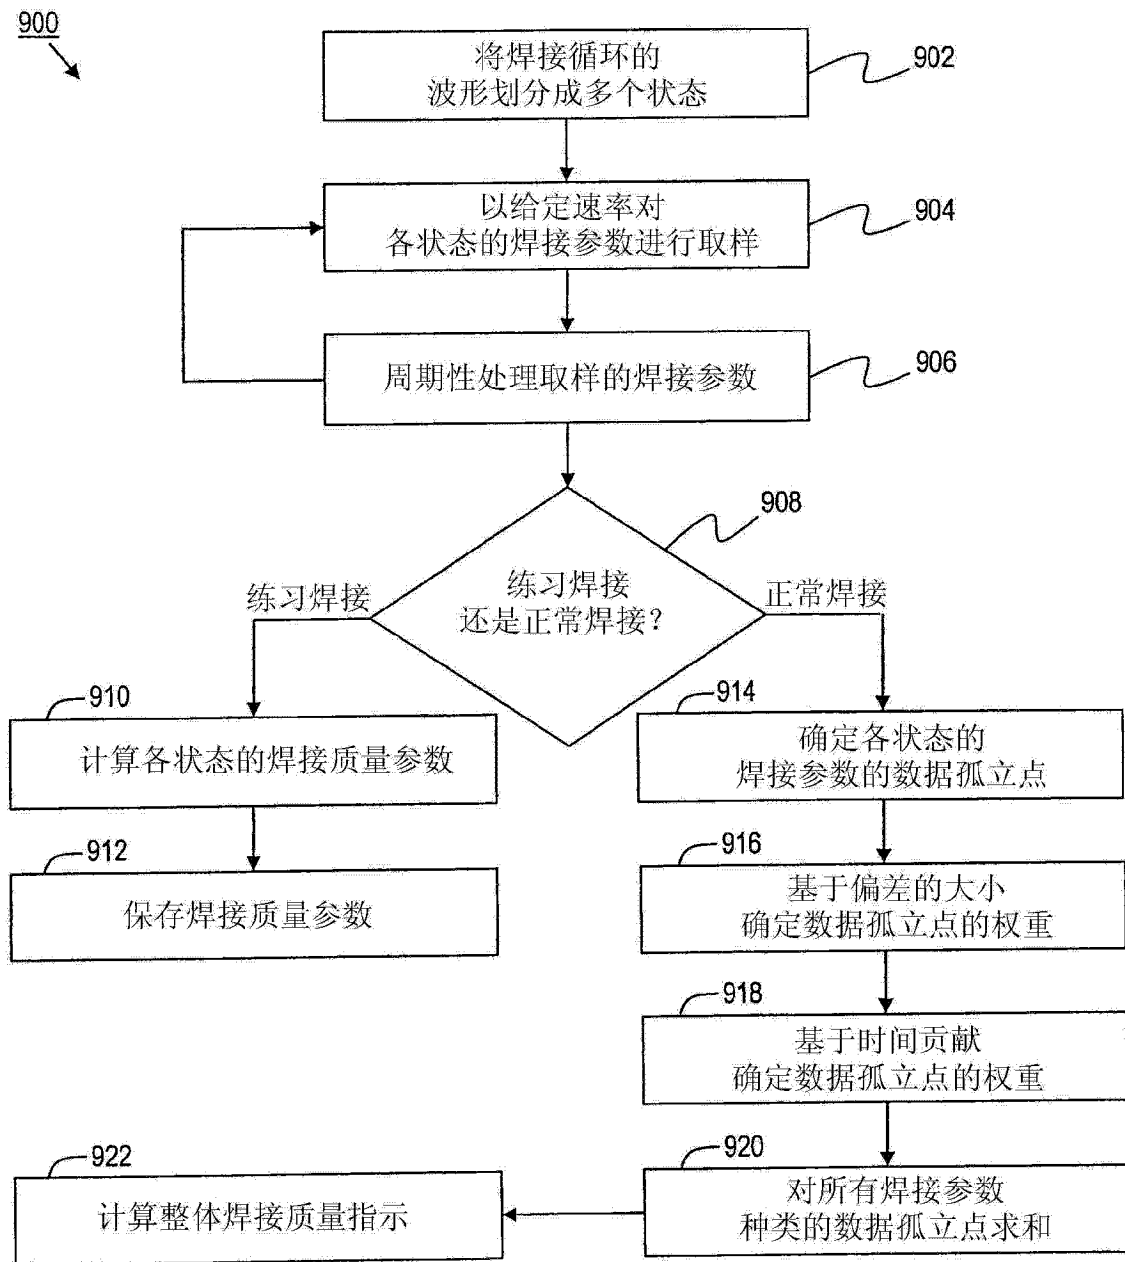 900
将焊接循环的
波形划分成多个状态
902
以给定速率对
各状态的焊接参数进行取样
904
周期性处理取样的焊接参数
906
908
练习焊接
还是正常焊接?
练习焊接
正常焊接
910
计算各状态的焊接质量参数
912
保存焊接质量参数
914
确定各状态的
焊接参数的数据孤立点
916
基于偏差的大小
确定数据孤立点的权重
918
基于时间贡献
确定数据孤立点的权重
920
对所有焊接参数
种类的数据孤立点求和
922
计算整体焊接质量指示